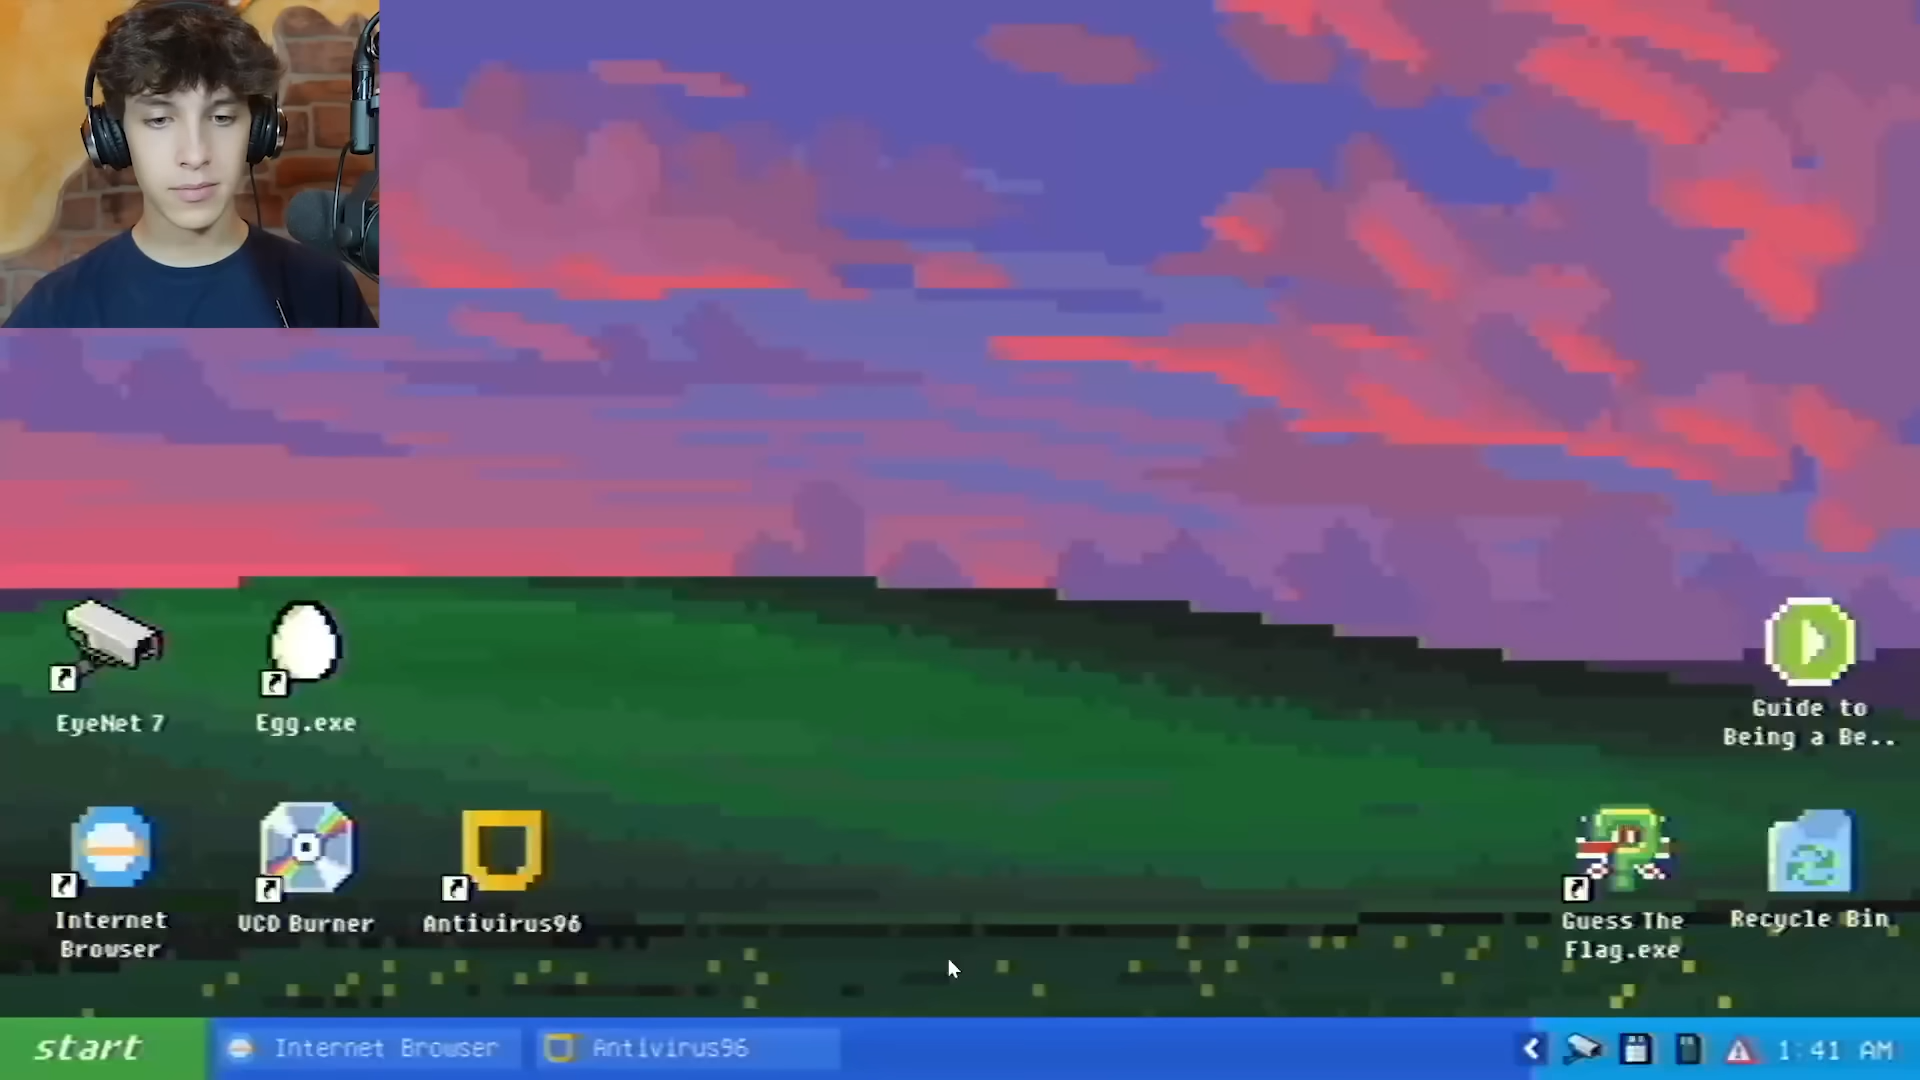 EyeNet 7
Egg.exe
Guide to
Being a Be..
Internet
Browser
VCD Burner
Antivirus96
Guess The
Flag.exe
Recycle Bin
start
Internet Browser
Antivirus96
1:41 AM